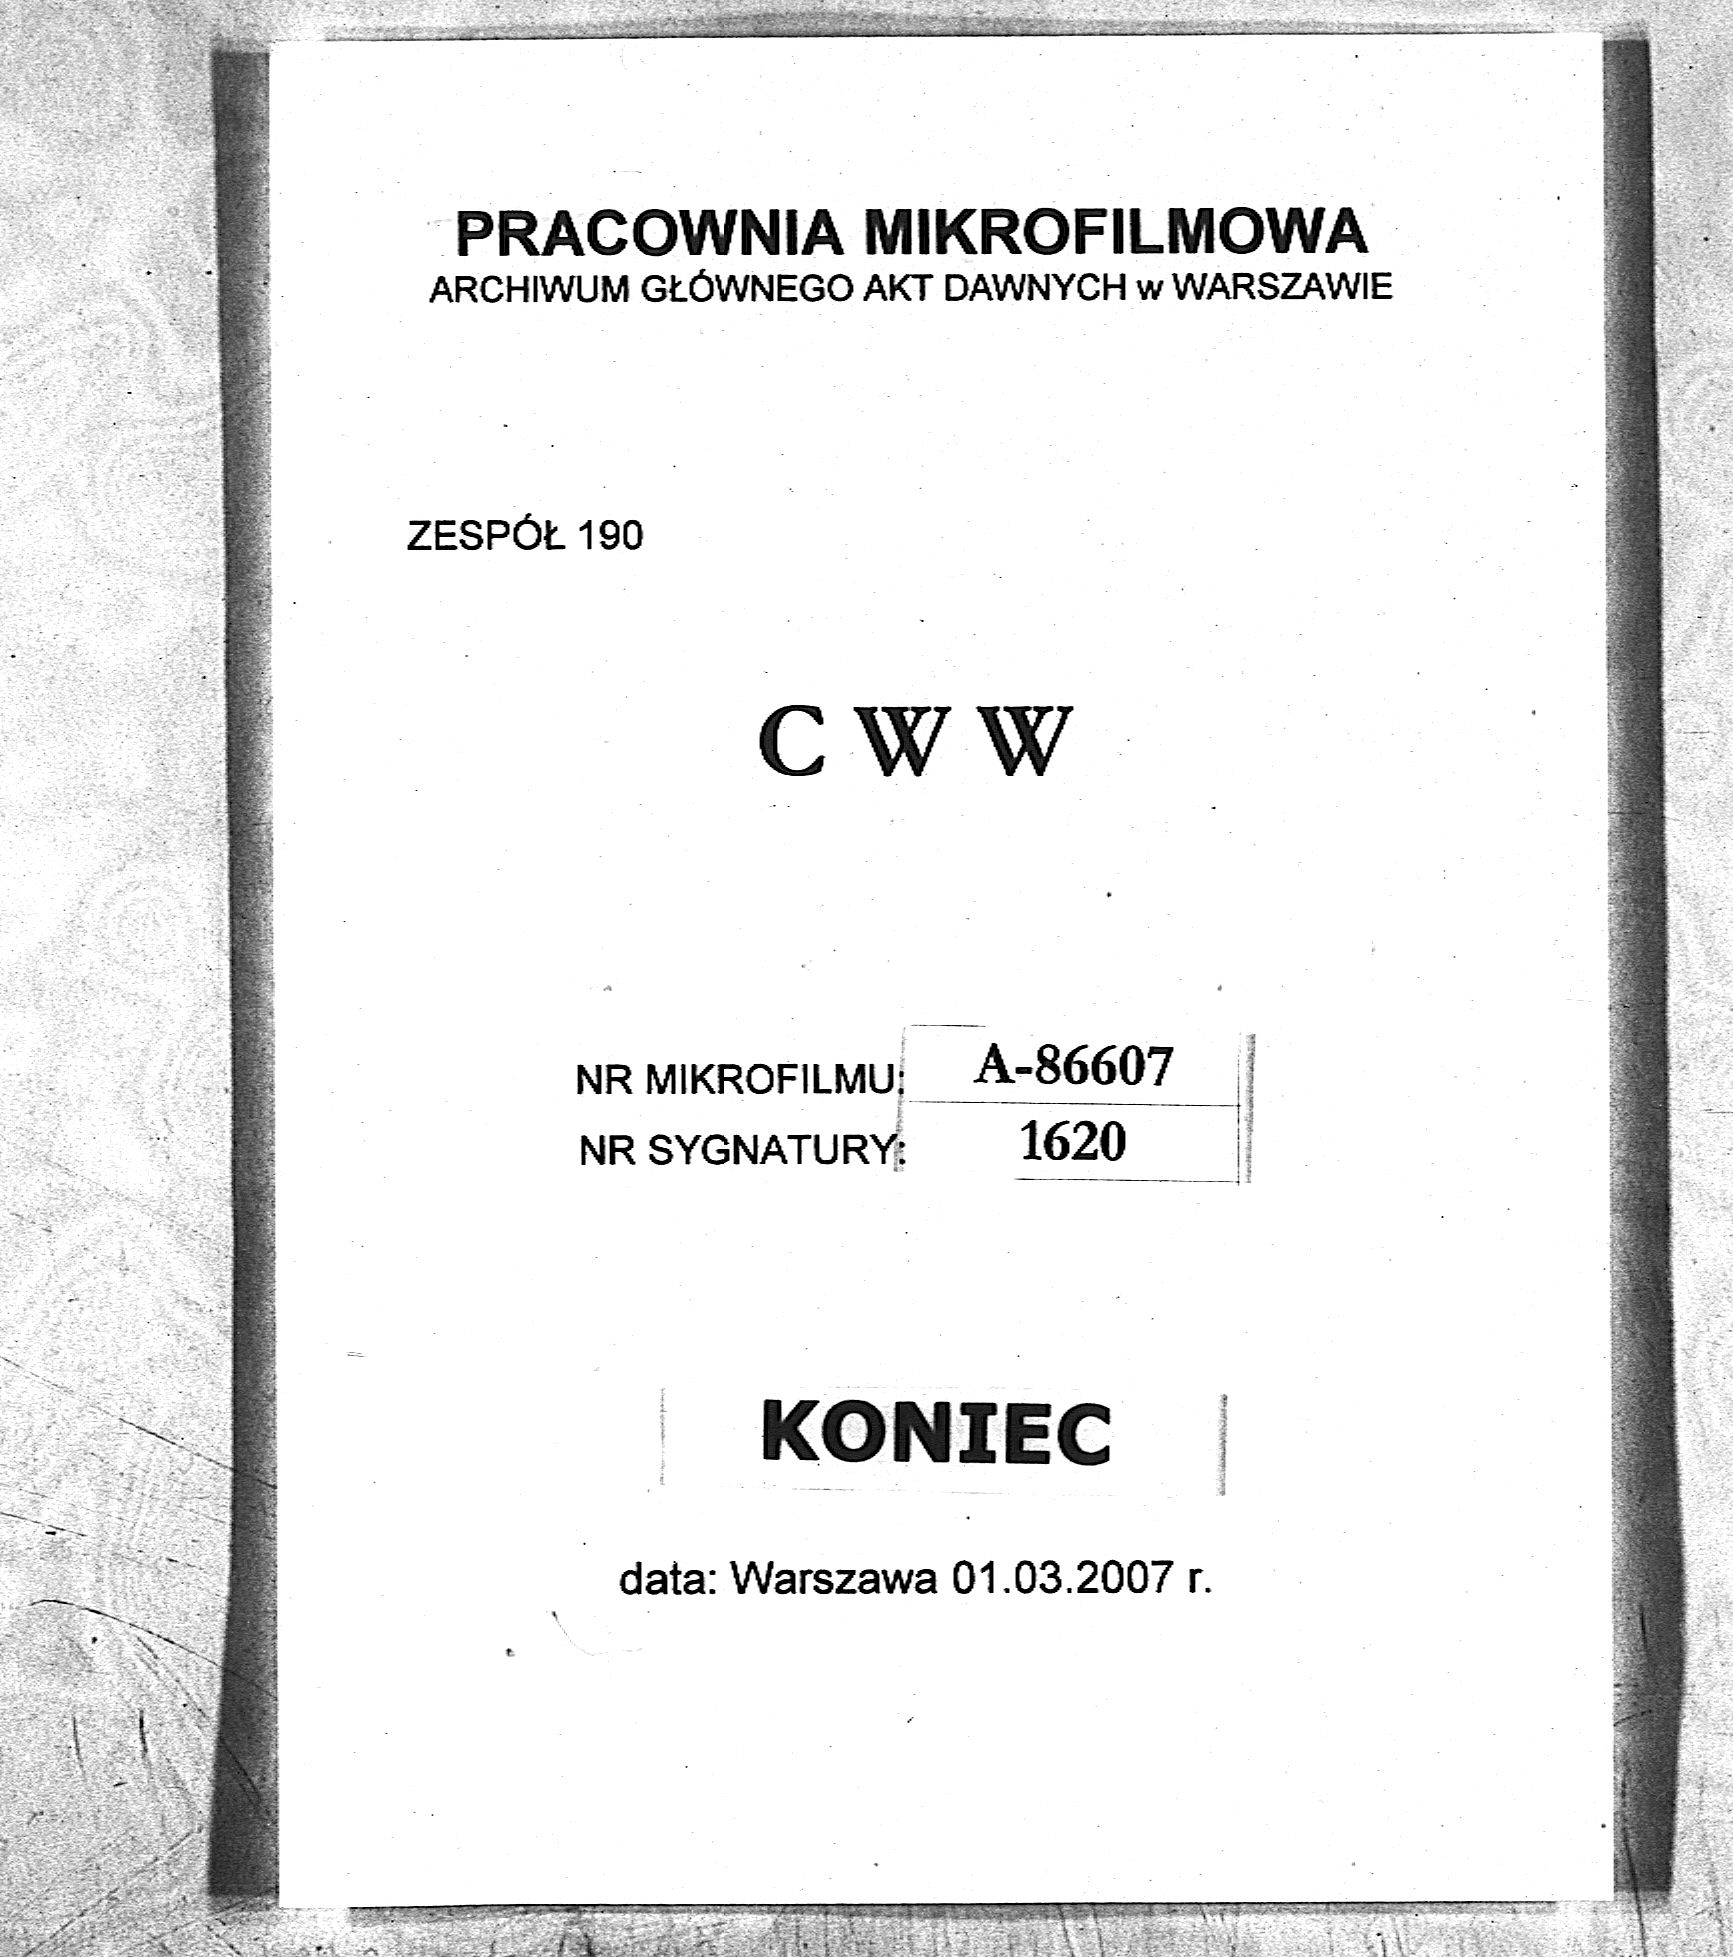 PRACOWNIA MIKROFILMOWA
ARCHIWUM GŁÓWNEGO AKT DAWNYCH w WARSZAWIE
ZESPÓŁ 190
C W W
NR MIKROFILMU: A-86607
NR SYGNATURY: 1620
KONIEC
data: Warszawa 01.03.2007 r.